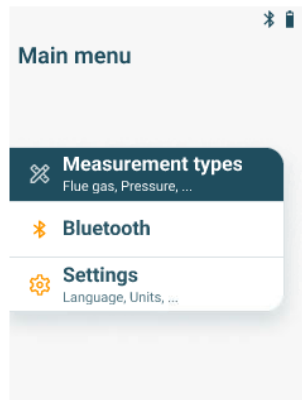 Main menu
Measurement types
Flue gas, Pressure, ...
Bluetooth
Settings
Language, Units, ...